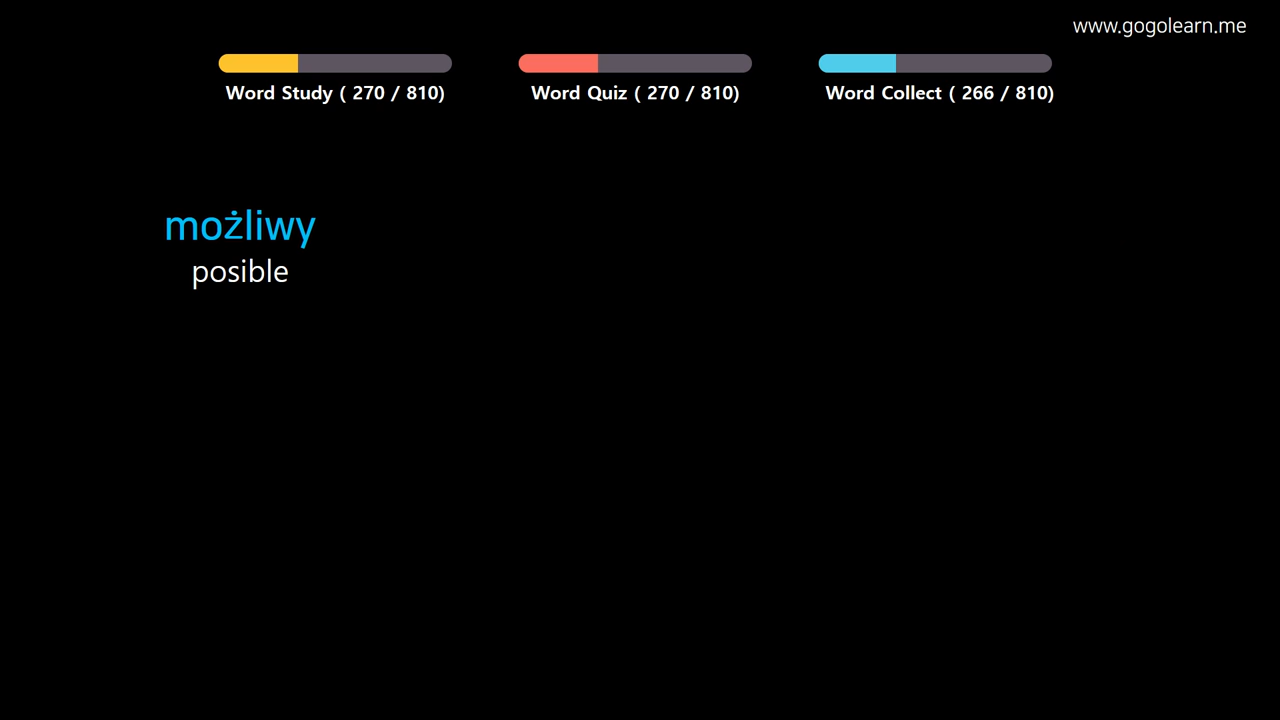 www.gogolearn.me
Word Study ( 270 / 810)
Word Quiz ( 270 / 810)
Word Collect ( 266 / 810)
możliwy
posible